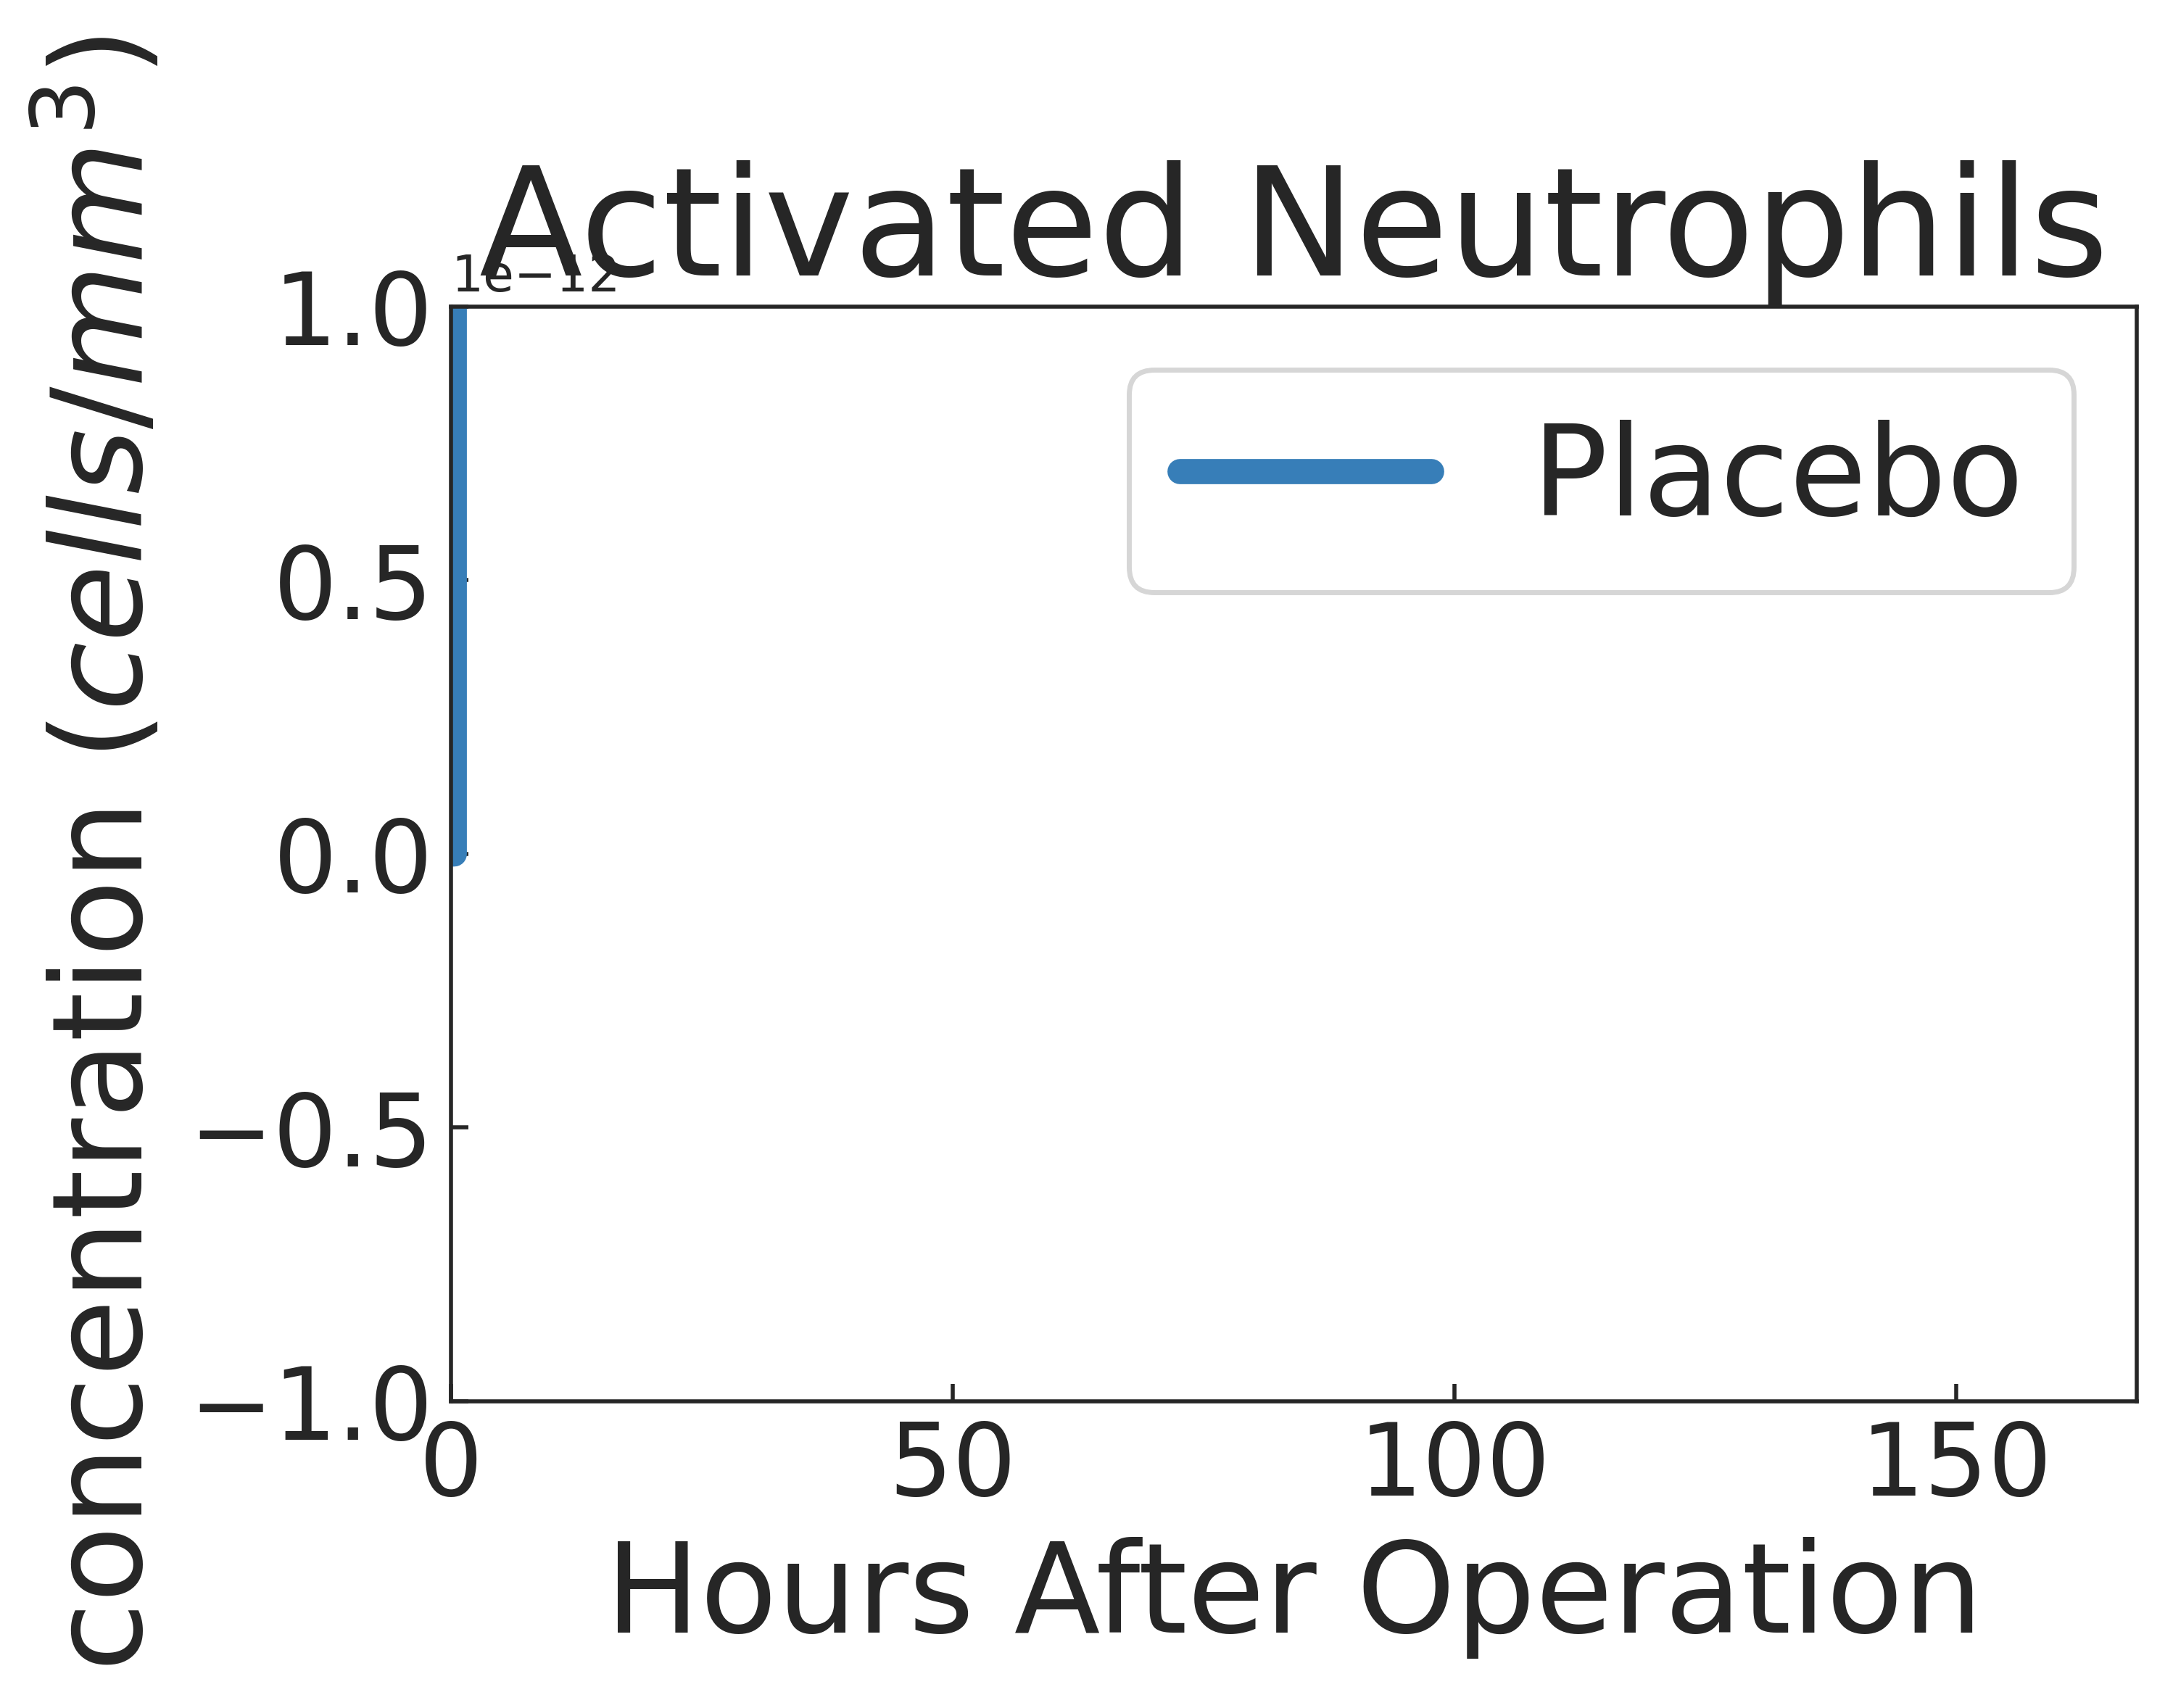 Activated Neutrophils
1e−12
concentration (cells/mm³)
1.0
0.5
0.0
−0.5
−1.0
Placebo
0 50 100 150
Hours After Operation